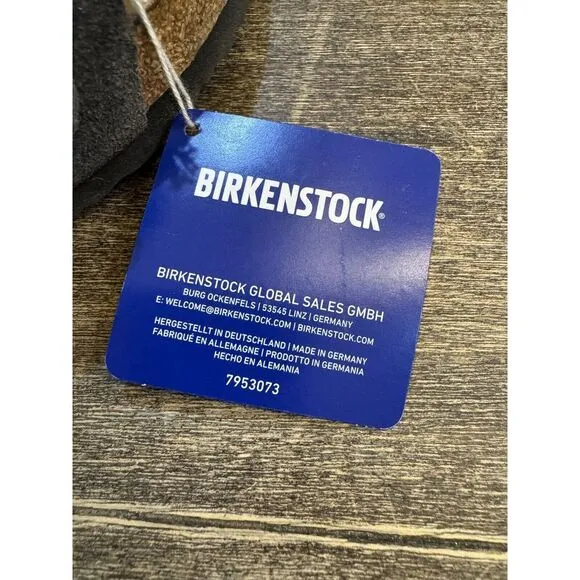 BIRKENSTOCK®
BIRKENSTOCK GLOBAL SALES GMBH
BURG OCKENFELS | 53545 LINZ | GERMANY
E: WELCOME@BIRKENSTOCK.COM | BIRKENSTOCK.COM
HERGESTELLT IN DEUTSCHLAND | MADE IN GERMANY
FABRIQUÉ EN ALLEMAGNE | PRODOTTO IN GERMANIA
HECHO EN ALEMANIA
7953073